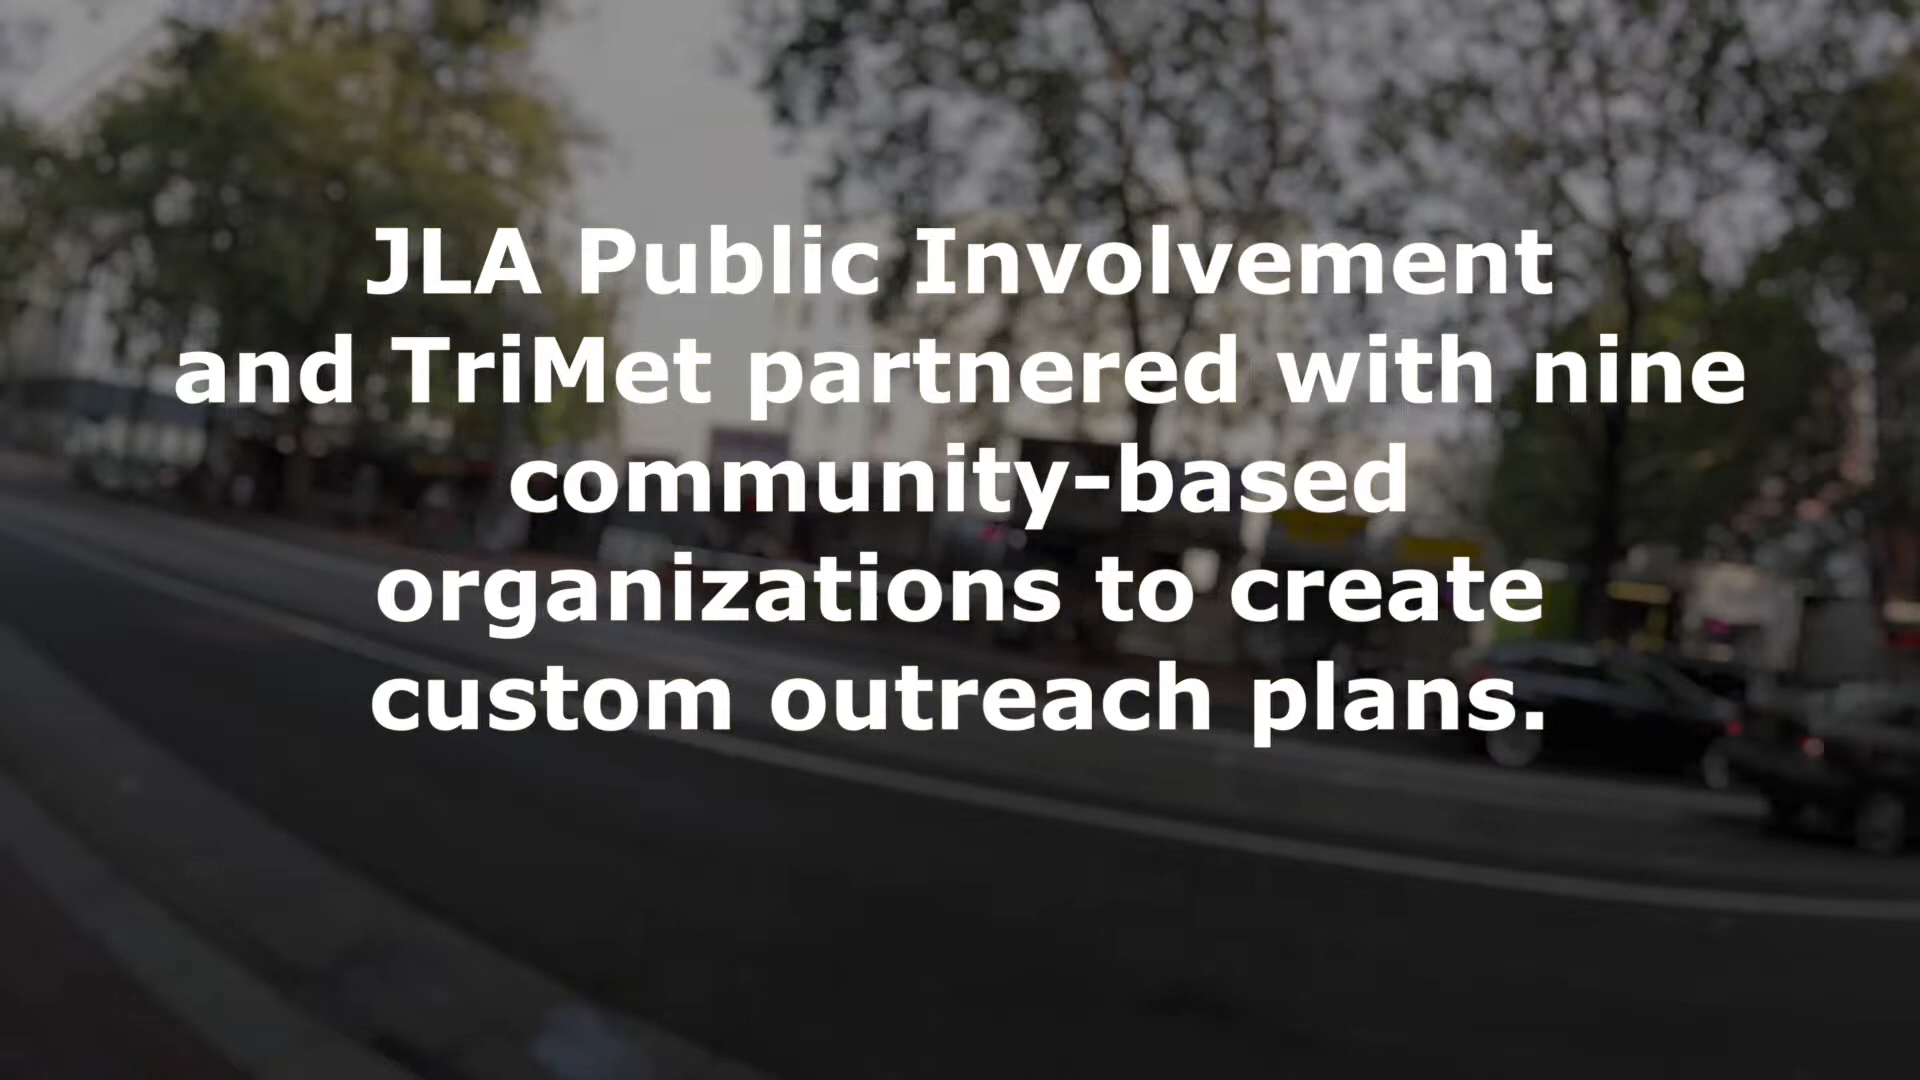 JLA Public Involvement
and TriMet partnered with nine
community-based
organizations to create
custom outreach plans.